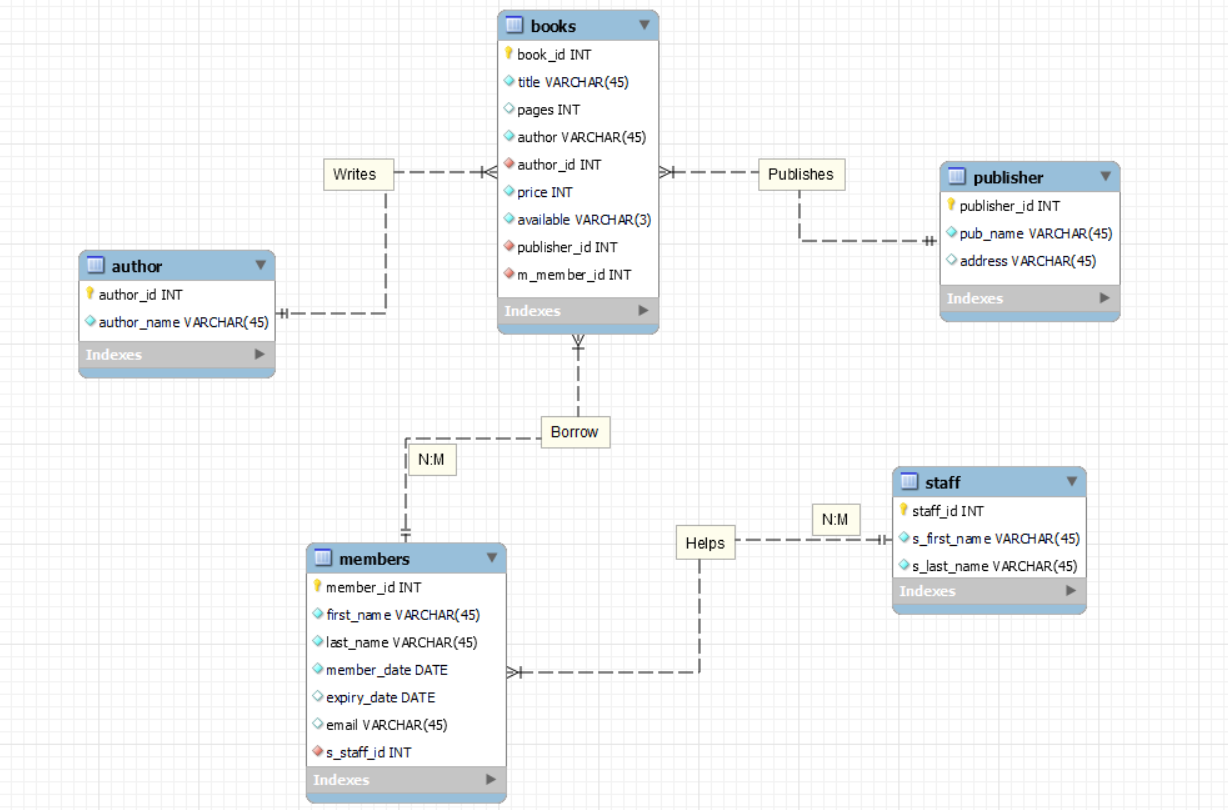 books
book_id INT
title VARCHAR(45)
pages INT
author VARCHAR(45)
author_id INT
price INT
available VARCHAR(3)
publisher_id INT
m_member_id INT
Indexes
Writes
Publishes
publisher
publisher_id INT
pub_name VARCHAR(45)
address VARCHAR(45)
Indexes
author
author_id INT
author_name VARCHAR(45)
Indexes
Borrow
N:M
staff
staff_id INT
s_first_name VARCHAR(45)
s_last_name VARCHAR(45)
Indexes
N:M
Helps
members
member_id INT
first_name VARCHAR(45)
last_name VARCHAR(45)
member_date DATE
expiry_date DATE
email VARCHAR(45)
s_staff_id INT
Indexes